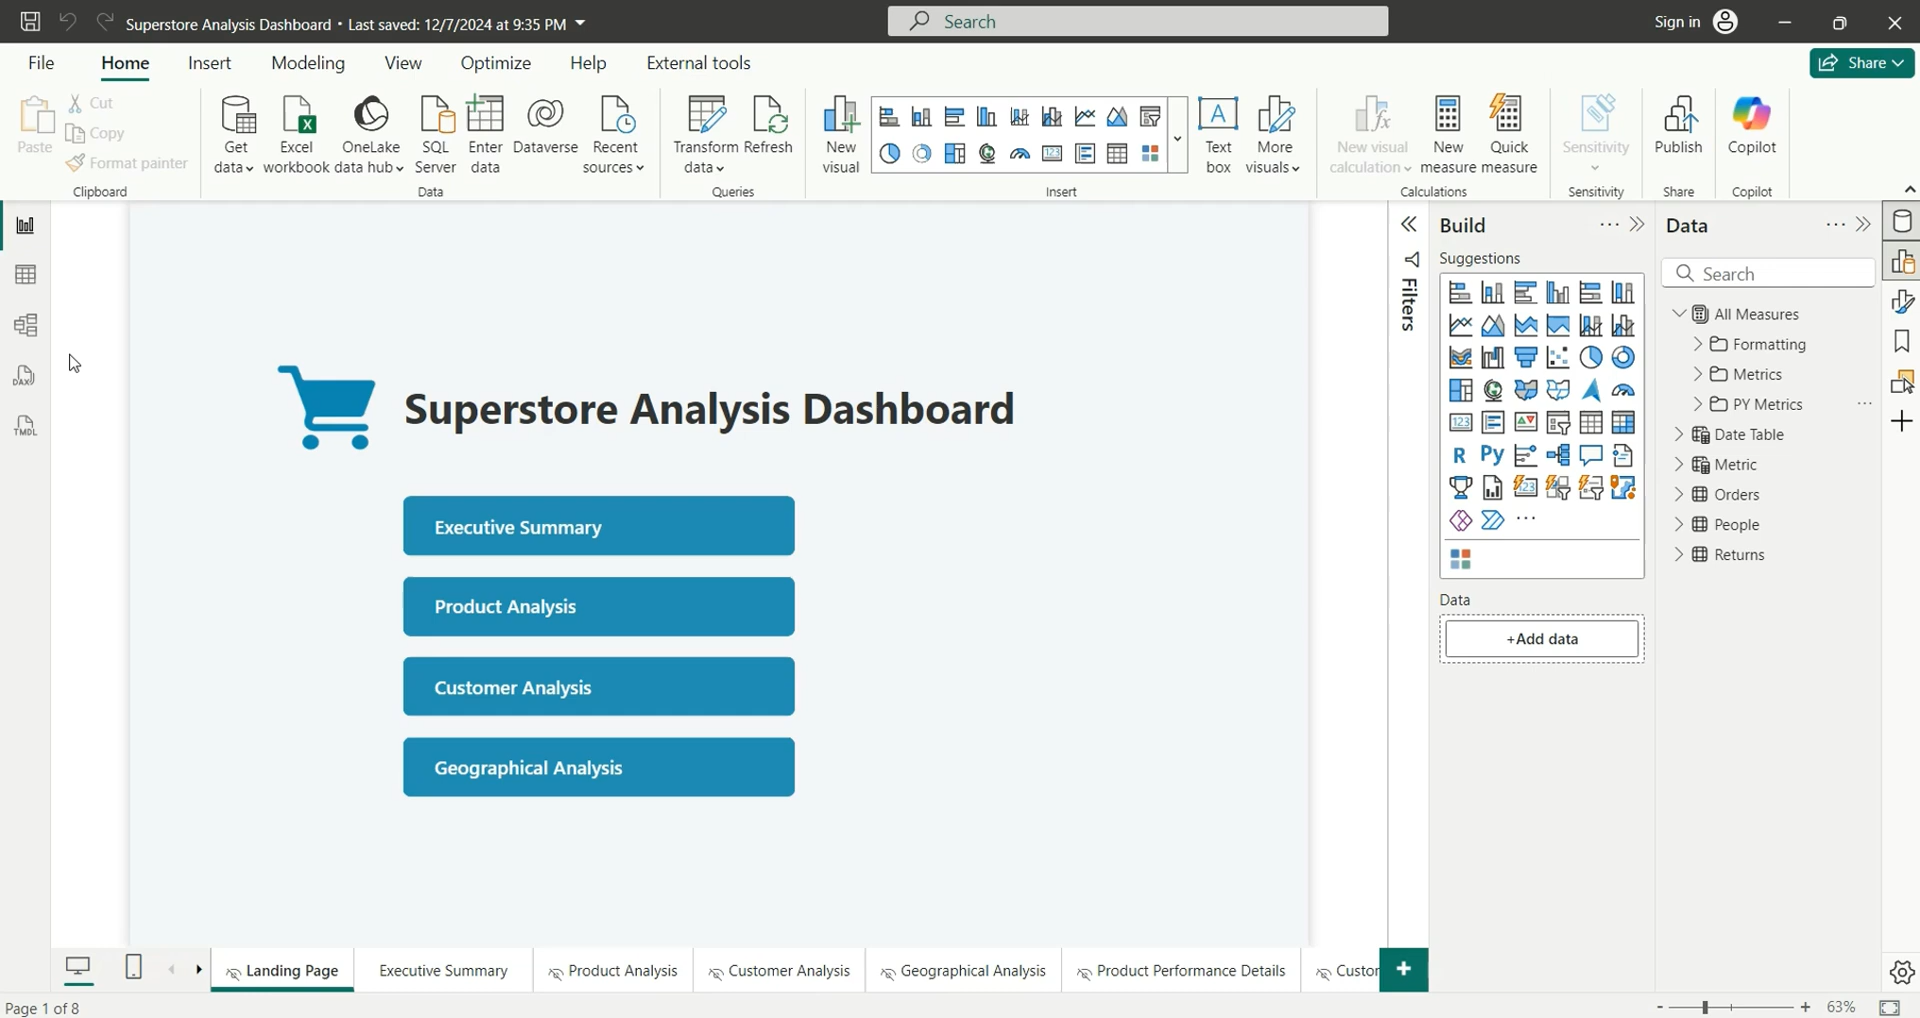 Superstore Analysis Dashboard • Last saved: 12/7/2024 at 9:35 PM
Search
Sign in
File
Home
Insert
Modeling
View
Optimize
Help
External tools
Share
Paste
Cut
Copy
Format painter
Clipboard
Get
data
Excel
workbook
OneLake
data hub
SQL
Server
Enter
data
Dataverse
Recent
sources
Data
Transform
data
Refresh
Queries
New
visual
Insert
Text
box
More
visuals
New visual
calculation
New
measure
Quick
measure
Calculations
Sensitivity
Sensitivity
Publish
Share
Copilot
Copilot
DAX
TMDL
Superstore Analysis Dashboard
Executive Summary
Product Analysis
Customer Analysis
Geographical Analysis
Filters
Build
Suggestions
123
R
Py
123
Data
+Add data
Data
Search
All Measures
Formatting
Metrics
PY Metrics
Date Table
Metric
Orders
People
Returns
Landing Page
Executive Summary
Product Analysis
Customer Analysis
Geographical Analysis
Product Performance Details
Custor
Page 1 of 8
63%